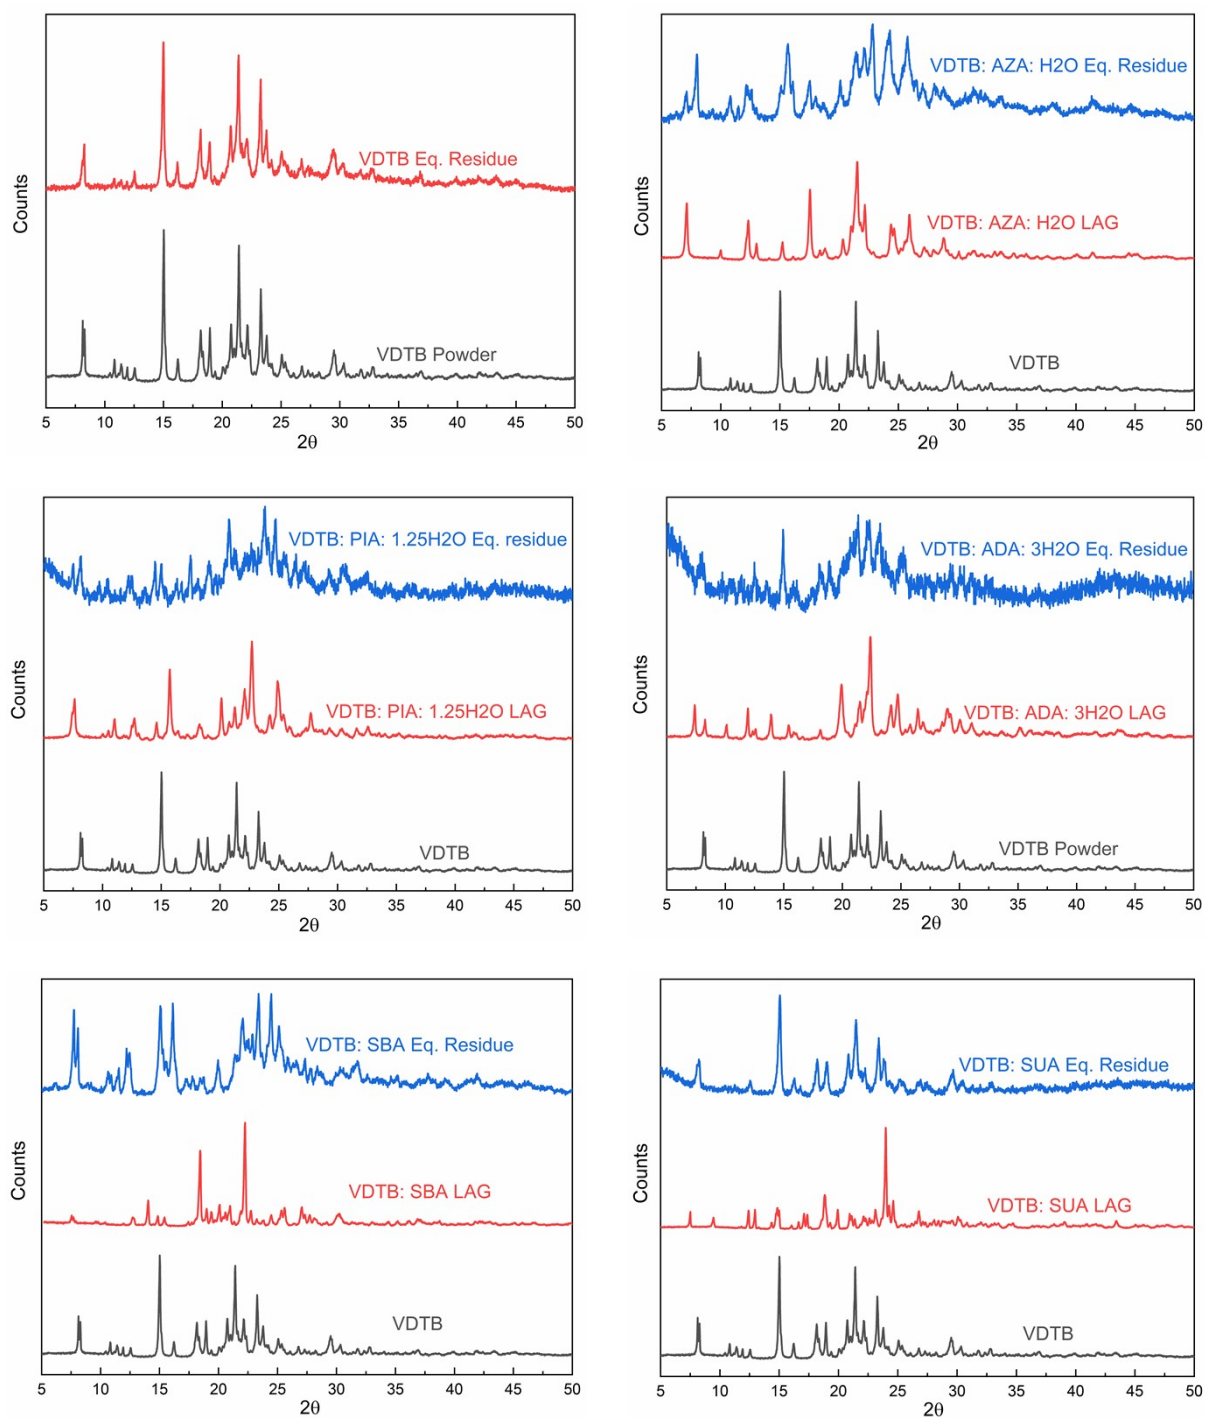 Counts
VDTB Eq. Residue
VDTB Powder
5 10 15 20 25 30 35 40 45 50
2θ
Counts
VDTB: AZA: H2O Eq. Residue
VDTB: AZA: H2O LAG
VDTB
5 10 15 20 25 30 35 40 45 50
2θ
Counts
VDTB: PIA: 1.25H2O Eq. residue
VDTB: PIA: 1.25H2O LAG
VDTB
5 10 15 20 25 30 35 40 45 50
2θ
Counts
VDTB: ADA: 3H2O Eq. Residue
VDTB: ADA: 3H2O LAG
VDTB Powder
5 10 15 20 25 30 35 40 45 50
2θ
Counts
VDTB: SBA Eq. Residue
VDTB: SBA LAG
VDTB
5 10 15 20 25 30 35 40 45 50
2θ
Counts
VDTB: SUA Eq. Residue
VDTB: SUA LAG
VDTB
5 10 15 20 25 30 35 40 45 50
2θ